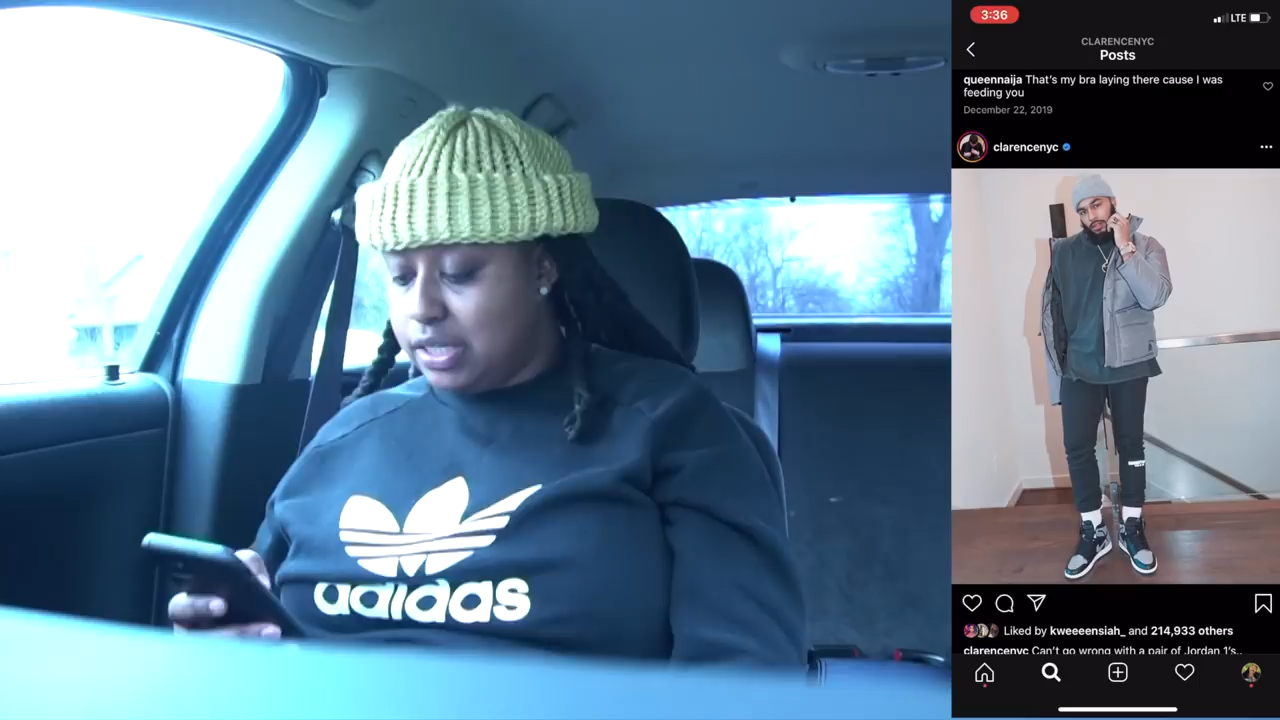 adidas
3:36
LTE
CLARENCENYC
Posts
queennaija That's my bra laying there cause I was
feeding you
December 22, 2019
clarencenyc
Liked by kweeeensiah_ and 214,933 others
clarencenyc Can't go wrong with a pair of Jordan 1's..